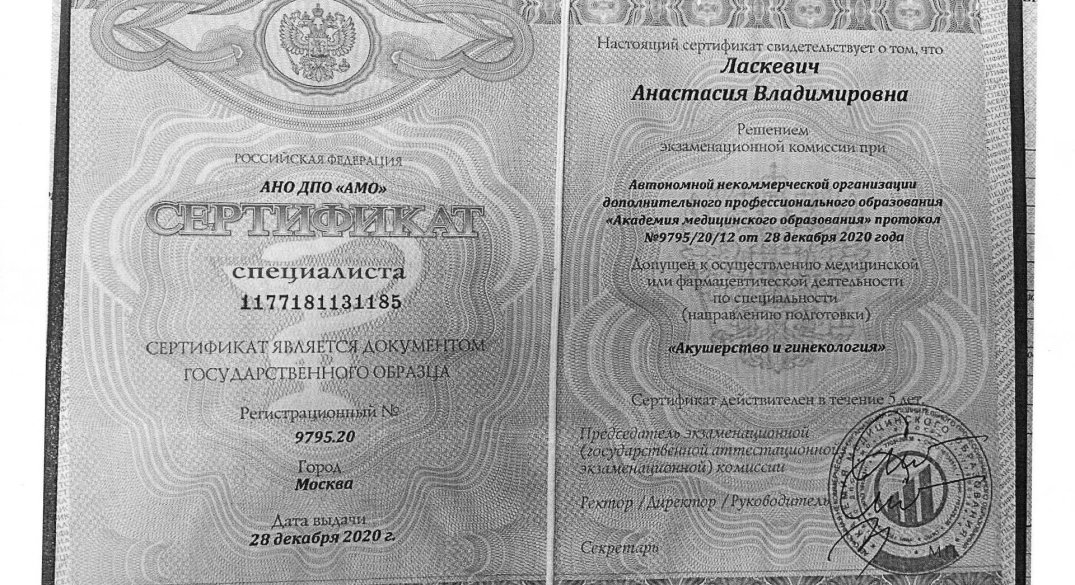 РОССИЙСКАЯ ФЕДЕРАЦИЯ
АНО ДПО «АМО»
СЕРТИФИКАТ
специалиста
1177181131185
СЕРТИФИКАТ ЯВЛЯЕТСЯ ДОКУМЕНТОМ
ГОСУДАРСТВЕННОГО ОБРАЗЦА
Регистрационный №
9795.20
Город
Москва
Дата выдачи
28 декабря 2020 г.
Настоящий сертификат свидетельствует о том, что
Ласкевич
Анастасия Владимировна
Решением
экзаменационной комиссии при
Автономной некоммерческой организации
дополнительного профессионального образования
«Академия медицинского образования» протокол
№9795/20/12 от 28 декабря 2020 года
Допущен к осуществлению медицинской
или фармацевтической деятельности
по специальности
(направлению подготовки)
«Акушерство и гинекология»
Сертификат действителен в течение 5 лет.
Председатель экзаменационной
(государственной аттестационной
экзаменационной) комиссии
Ректор / Директор / Руководитель
Секретарь